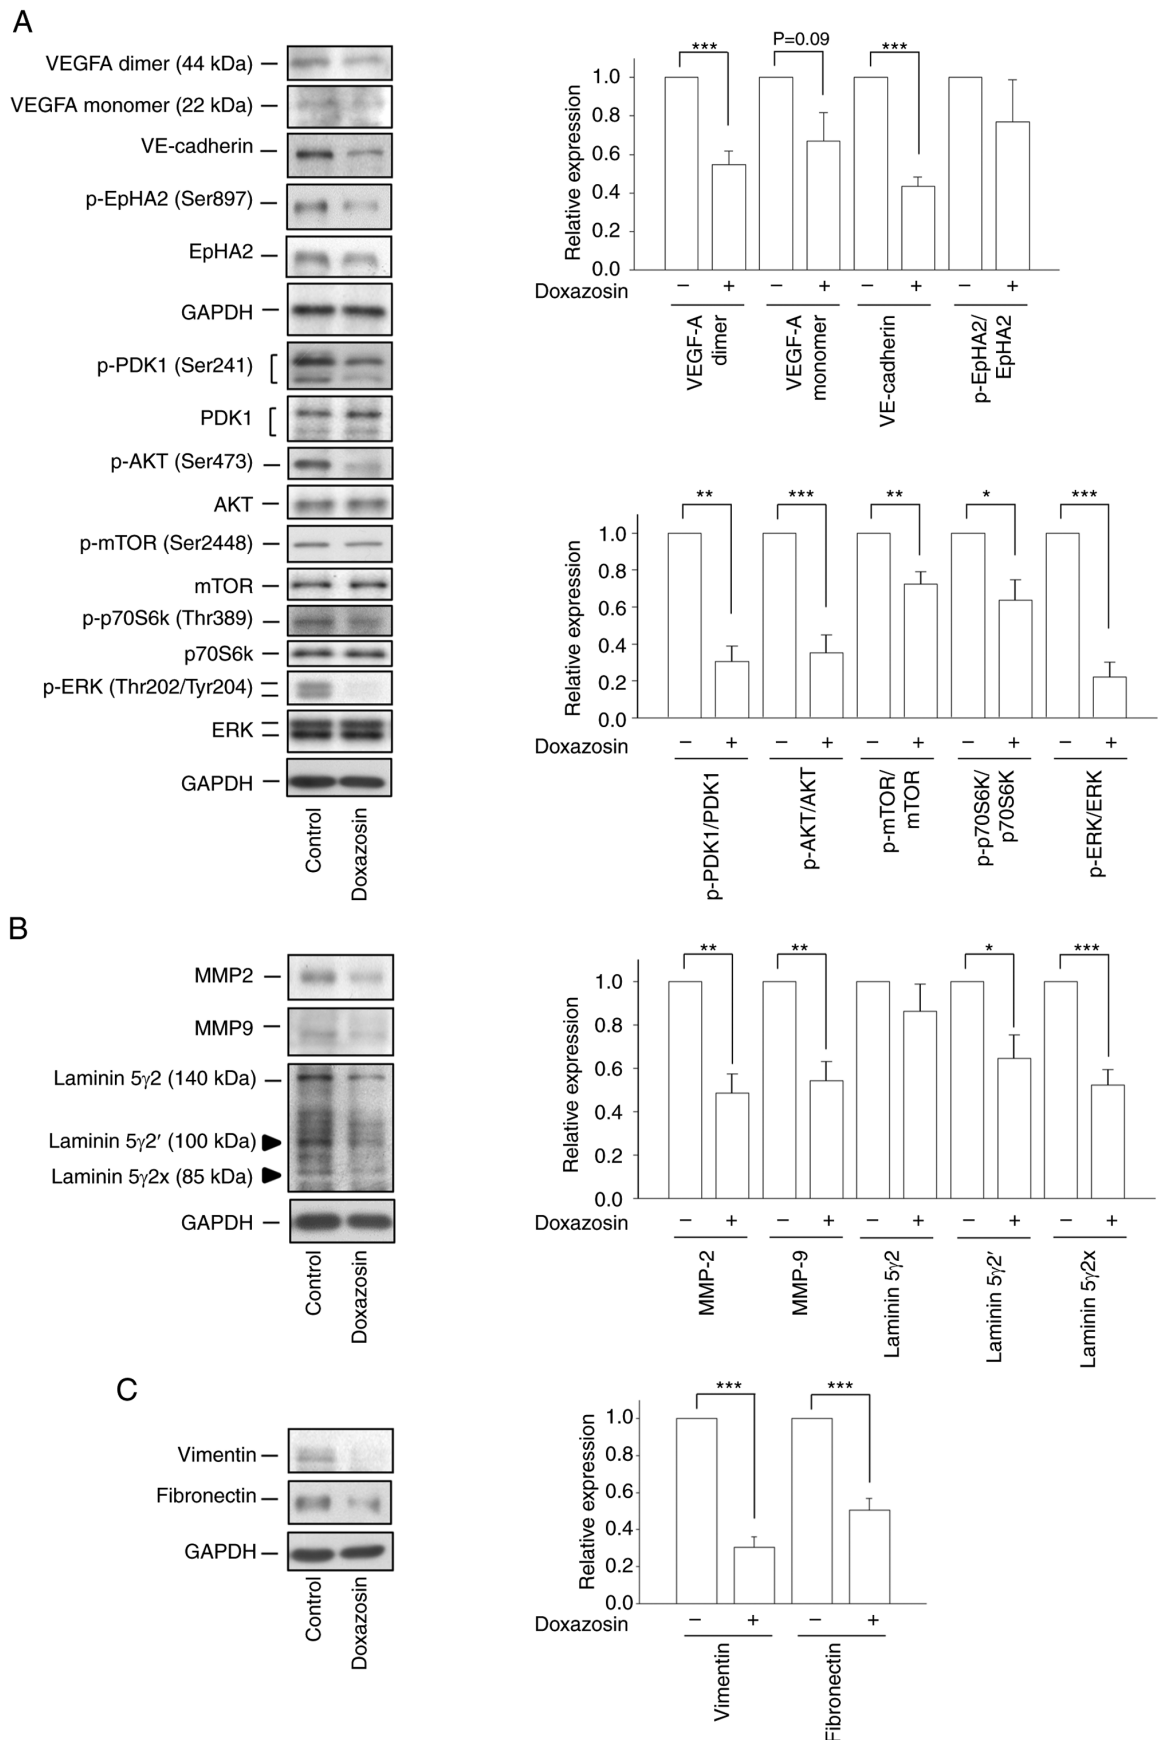 A
VEGFA dimer (44 kDa)
VEGFA monomer (22 kDa)
VE-cadherin
p-EpHA2 (Ser897)
EpHA2
GAPDH
p-PDK1 (Ser241)
PDK1
p-AKT (Ser473)
AKT
p-mTOR (Ser2448)
mTOR
p-p70S6k (Thr389)
p70S6k
p-ERK (Thr202/Tyr204)
ERK
GAPDH
Control
Doxazosin
Relative expression
1.0
0.8
0.6
0.4
0.2
0.0
***
P=0.09
***
Doxazosin
− + − + − + − +
VEGF-A
dimer
VEGF-A
monomer
VE-cadherin
p-EpHA2/
EpHA2
Relative expression
1.0
0.8
0.6
0.4
0.2
0.0
** *** ** * ***
Doxazosin
− + − + − + − + − +
p-PDK1/PDK1
p-AKT/AKT
p-mTOR/
mTOR
p-p70S6K/
p70S6K
p-ERK/ERK
B
MMP2
MMP9
Laminin 5γ2 (140 kDa)
Laminin 5γ2′ (100 kDa)
Laminin 5γ2x (85 kDa)
GAPDH
Control
Doxazosin
Relative expression
1.0
0.8
0.6
0.4
0.2
0.0
** ** * ***
Doxazosin
− + − + − + − + − +
MMP-2
MMP-9
Laminin 5γ2
Laminin 5γ2′
Laminin 5γ2x
C
Vimentin
Fibronectin
GAPDH
Control
Doxazosin
Relative expression
1.0
0.8
0.6
0.4
0.2
0.0
*** ***
Doxazosin
− + − +
Vimentin
Fibronectin